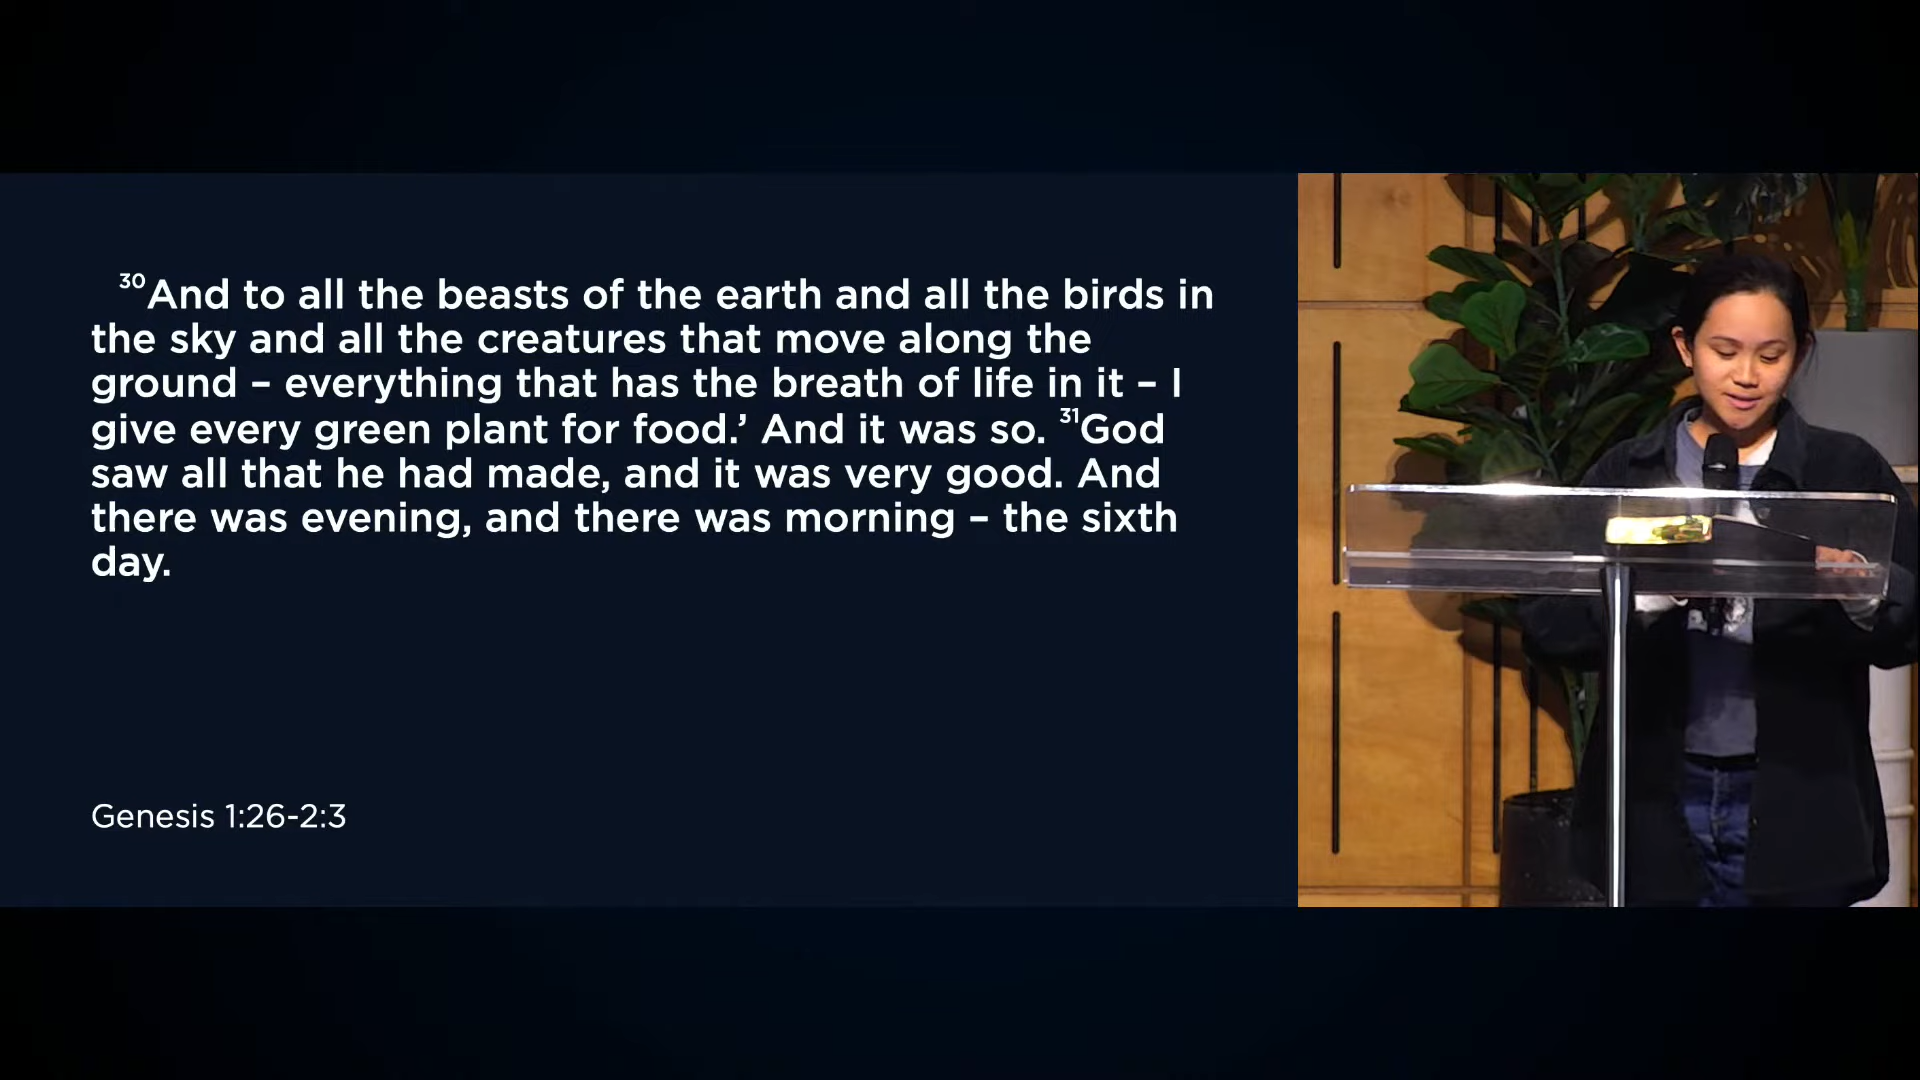 ³⁰And to all the beasts of the earth and all the birds in
the sky and all the creatures that move along the
ground – everything that has the breath of life in it – I
give every green plant for food.’ And it was so. ³¹God
saw all that he had made, and it was very good. And
there was evening, and there was morning – the sixth
day.
Genesis 1:26-2:3